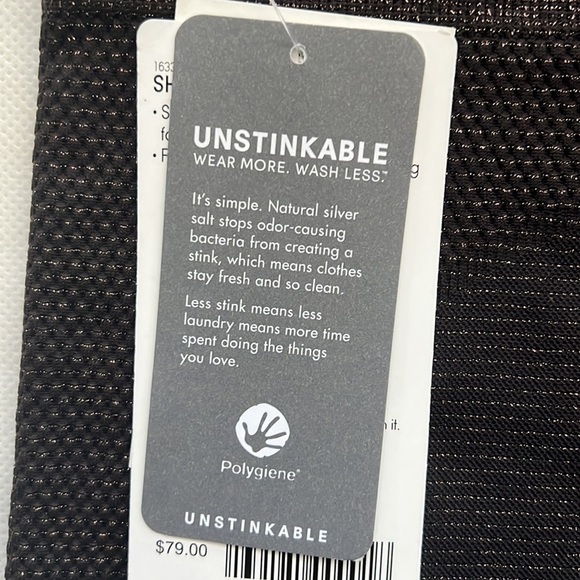 UNSTINKABLE
WEAR MORE. WASH LESS.™
It's simple. Natural silver
salt stops odor-causing
bacteria from creating a
stink, which means clothes
stay fresh and so clean.
Less stink means less
laundry means more time
spent doing the things
you love.
it.
Polygiene®
UNSTINKABLE
$79.00